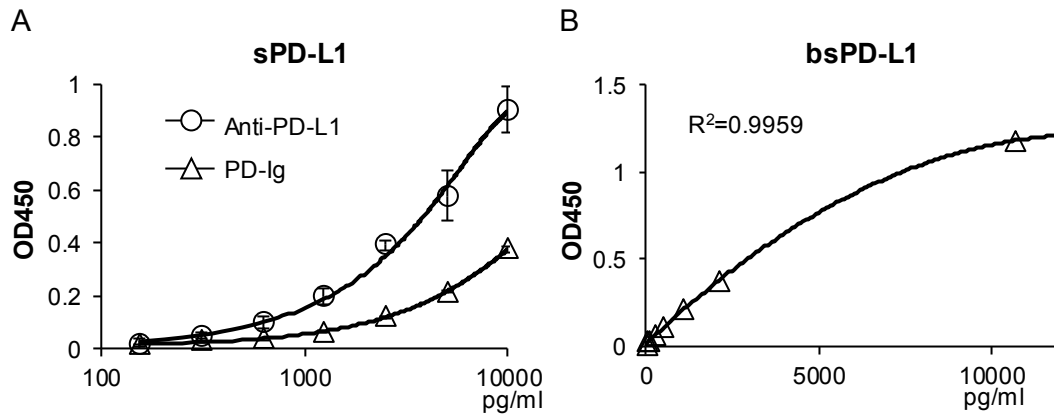 A
sPD-L1
1
0.8
0.6
0.4
0.2
0
OD450
Anti-PD-L1
PD-Ig
100
1000
10000
pg/ml
B
bsPD-L1
1.5
1
0.5
0
OD450
R²=0.9959
0
5000
10000
pg/ml